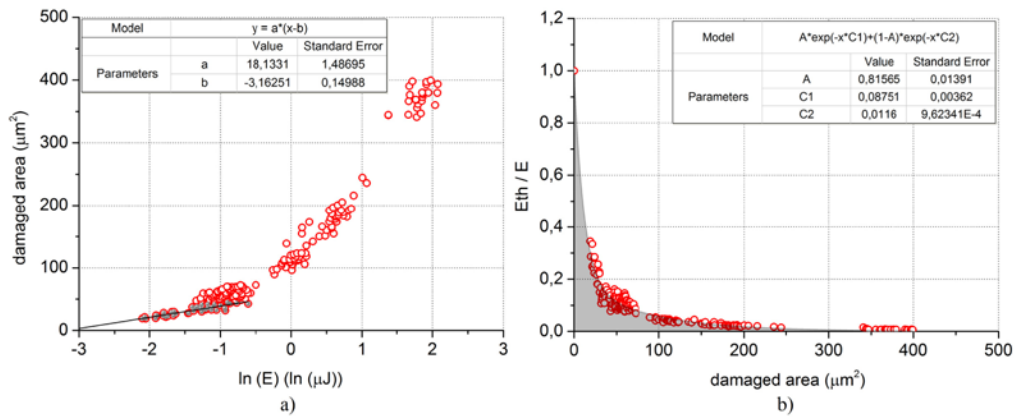 a)
500
400
300
200
100
0
damaged area (μm²)
Model y = a*(x-b)
Value Standard Error
Parameters
a 18,1331 1,48695
b -3,16251 0,14988
-3 -2 -1 0 1 2 3
ln (E) (ln (μJ))
a)
b)
1,2
1,0
0,8
0,6
0,4
0,2
0,0
Eth / E
Model A*exp(-x*C1)+(1-A)*exp(-x*C2)
Value Standard Error
Parameters
A 0,81565 0,01391
C1 0,08751 0,00362
C2 0,0116 9,62341E-4
0 100 200 300 400 500
damaged area (μm²)
b)